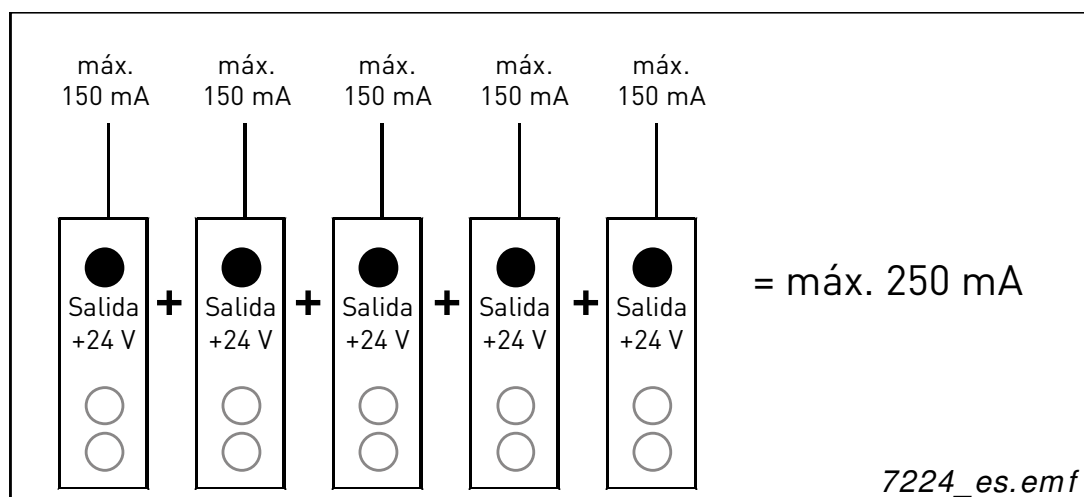 máx. máx. máx. máx. máx.
150 mA 150 mA 150 mA 150 mA 150 mA
Salida + Salida + Salida + Salida + Salida = máx. 250 mA
+24 V +24 V +24 V +24 V +24 V
7224_es.emf